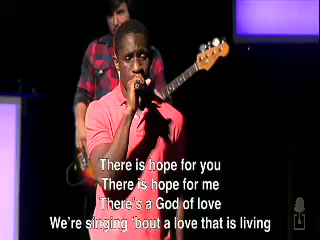 There is hope for you
There is hope for me
There's a God of love
We're singing 'bout a love that is living